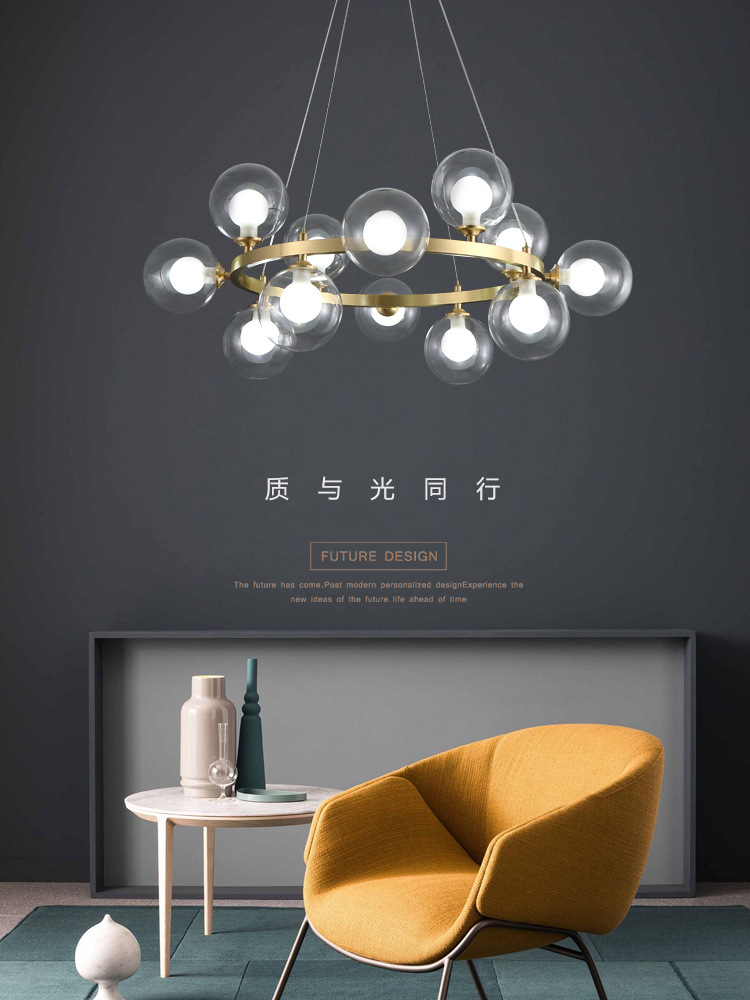 质与光同行
FUTURE DESIGN
The future has come.Post modern personalized designExperience the
new ideas of the future life ahead of time